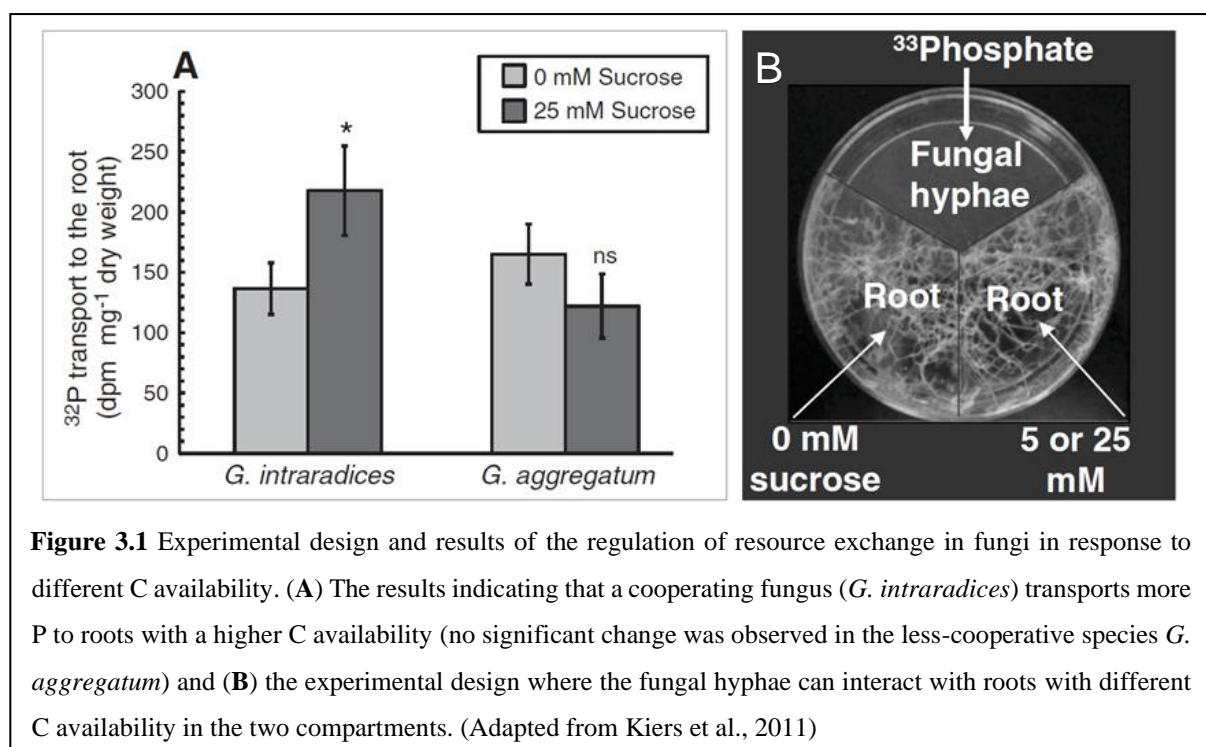 A
0 mM Sucrose
25 mM Sucrose
³²P transport to the root
(dpm mg⁻¹ dry weight)
300
250
200
150
100
50
0
*
ns
G. intraradices
G. aggregatum
B
³³Phosphate
Fungal
hyphae
Root
Root
0 mM
sucrose
5 or 25
mM
Figure 3.1 Experimental design and results of the regulation of resource exchange in fungi in response to
different C availability. (A) The results indicating that a cooperating fungus (G. intraradices) transports more
P to roots with a higher C availability (no significant change was observed in the less-cooperative species G.
aggregatum) and (B) the experimental design where the fungal hyphae can interact with roots with different
C availability in the two compartments. (Adapted from Kiers et al., 2011)